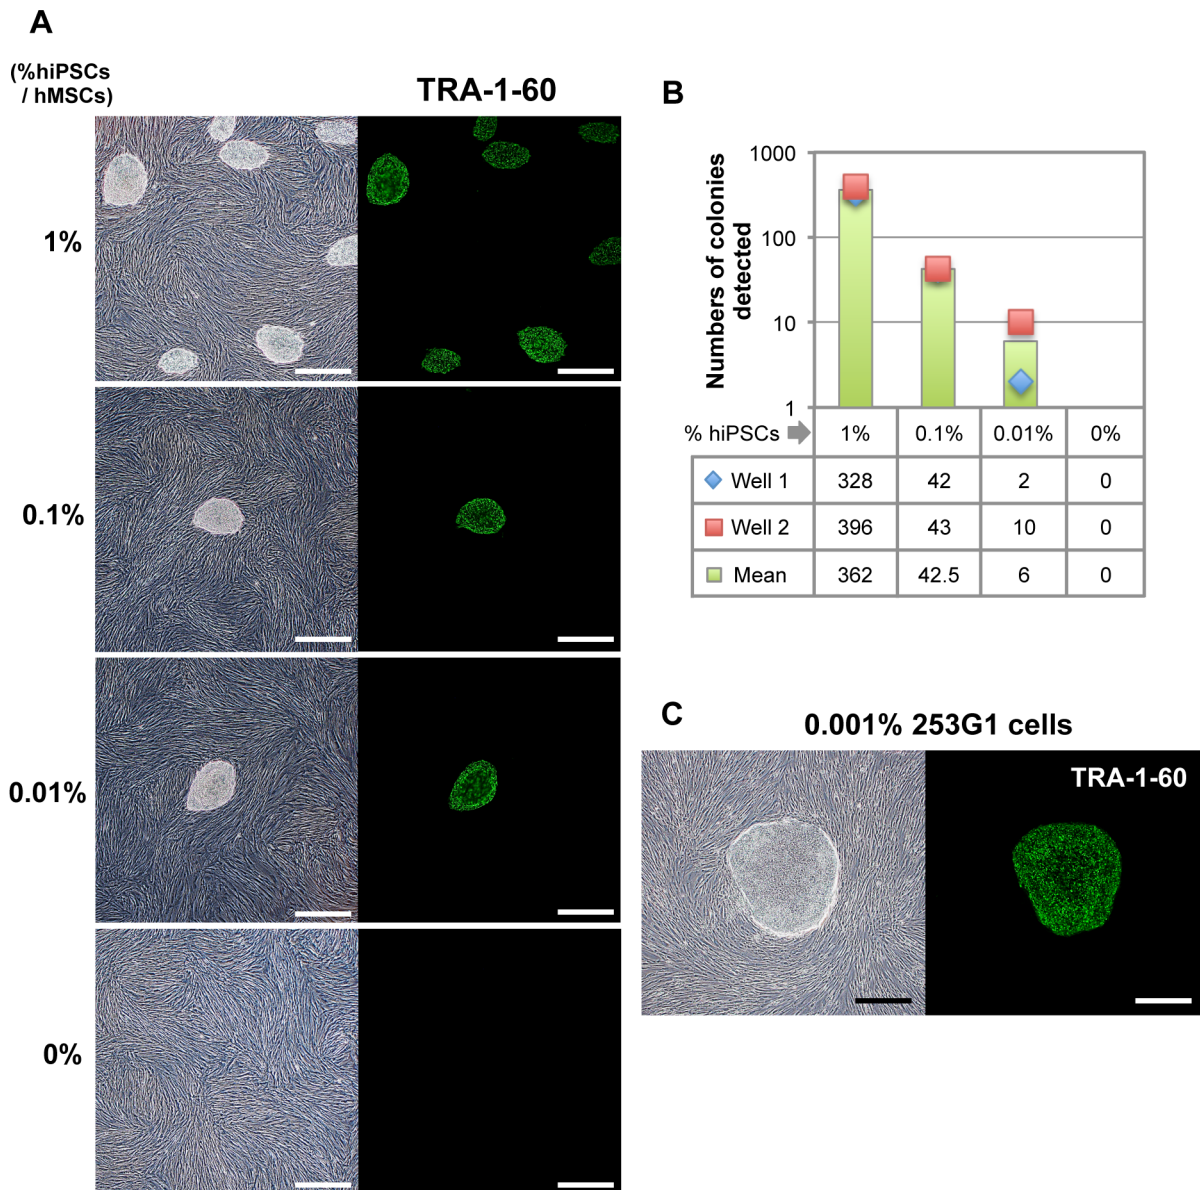 A
(%hiPSCs
/ hMSCs)
TRA-1-60
1%
0.1%
0.01%
0%
B
Numbers of colonies
detected
1000
100
10
1
% hiPSCs 1% 0.1% 0.01% 0%
Well 1 328 42 2 0
Well 2 396 43 10 0
Mean 362 42.5 6 0
C
0.001% 253G1 cells
TRA-1-60